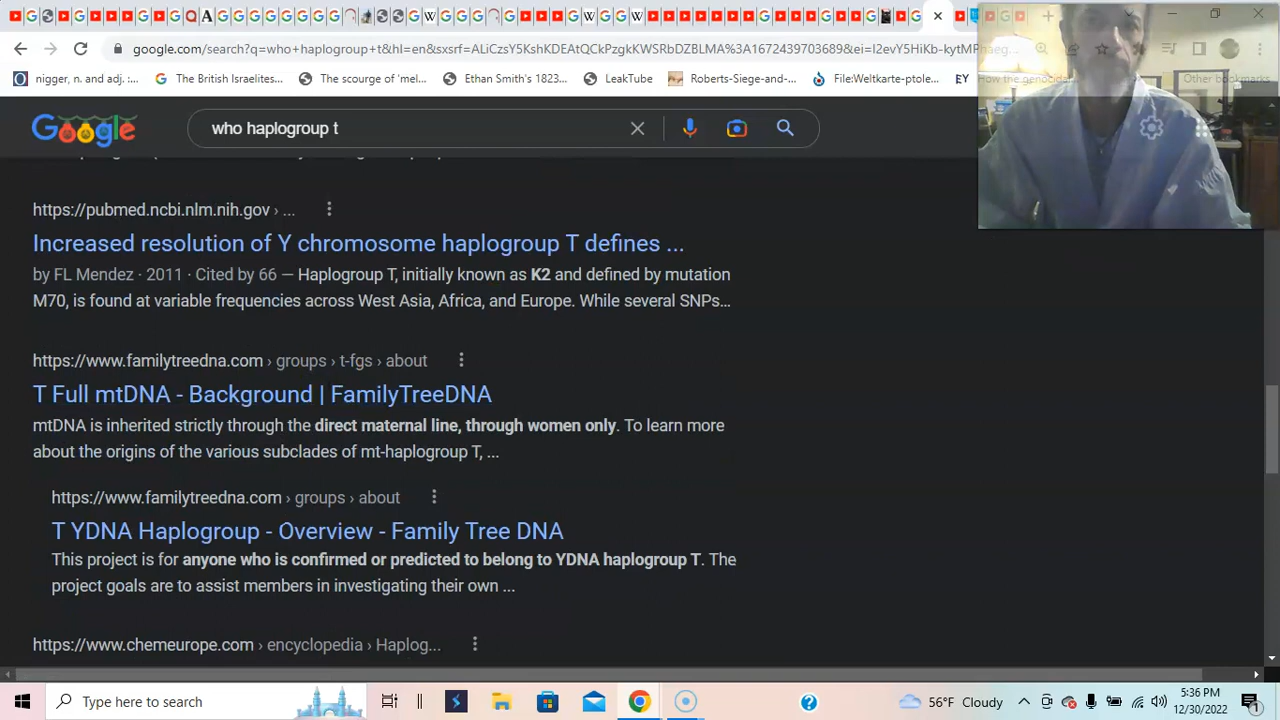 google.com/search?q=who+haplogroup+t&hl=en&sxsrf=ALiCzsY5KshKDEAtQCkPzgkKWSRbDZBLMA%3A1672439703689&ei=I2evY5HiKb-kytMP
nigger, n. and adj. :...
The British Israelites...
The scourge of 'mel...
Ethan Smith's 1823...
LeakTube
Roberts-Siege-and-...
File:Weltkarte-ptole...
EY
How the genocidal
Other bookmarks
Google
who haplogroup t
https://pubmed.ncbi.nlm.nih.gov › ...
Increased resolution of Y chromosome haplogroup T defines ...
by FL Mendez · 2011 · Cited by 66 — Haplogroup T, initially known as K2 and defined by mutation
M70, is found at variable frequencies across West Asia, Africa, and Europe. While several SNPs...
https://www.familytreedna.com › groups › t-fgs › about
T Full mtDNA - Background | FamilyTreeDNA
mtDNA is inherited strictly through the direct maternal line, through women only. To learn more
about the origins of the various subclades of mt-haplogroup T, ...
https://www.familytreedna.com › groups › about
T YDNA Haplogroup - Overview - Family Tree DNA
This project is for anyone who is confirmed or predicted to belong to YDNA haplogroup T. The
project goals are to assist members in investigating their own ...
https://www.chemeurope.com › encyclopedia › Haplog...
Type here to search
56°F Cloudy
5:36 PM
12/30/2022